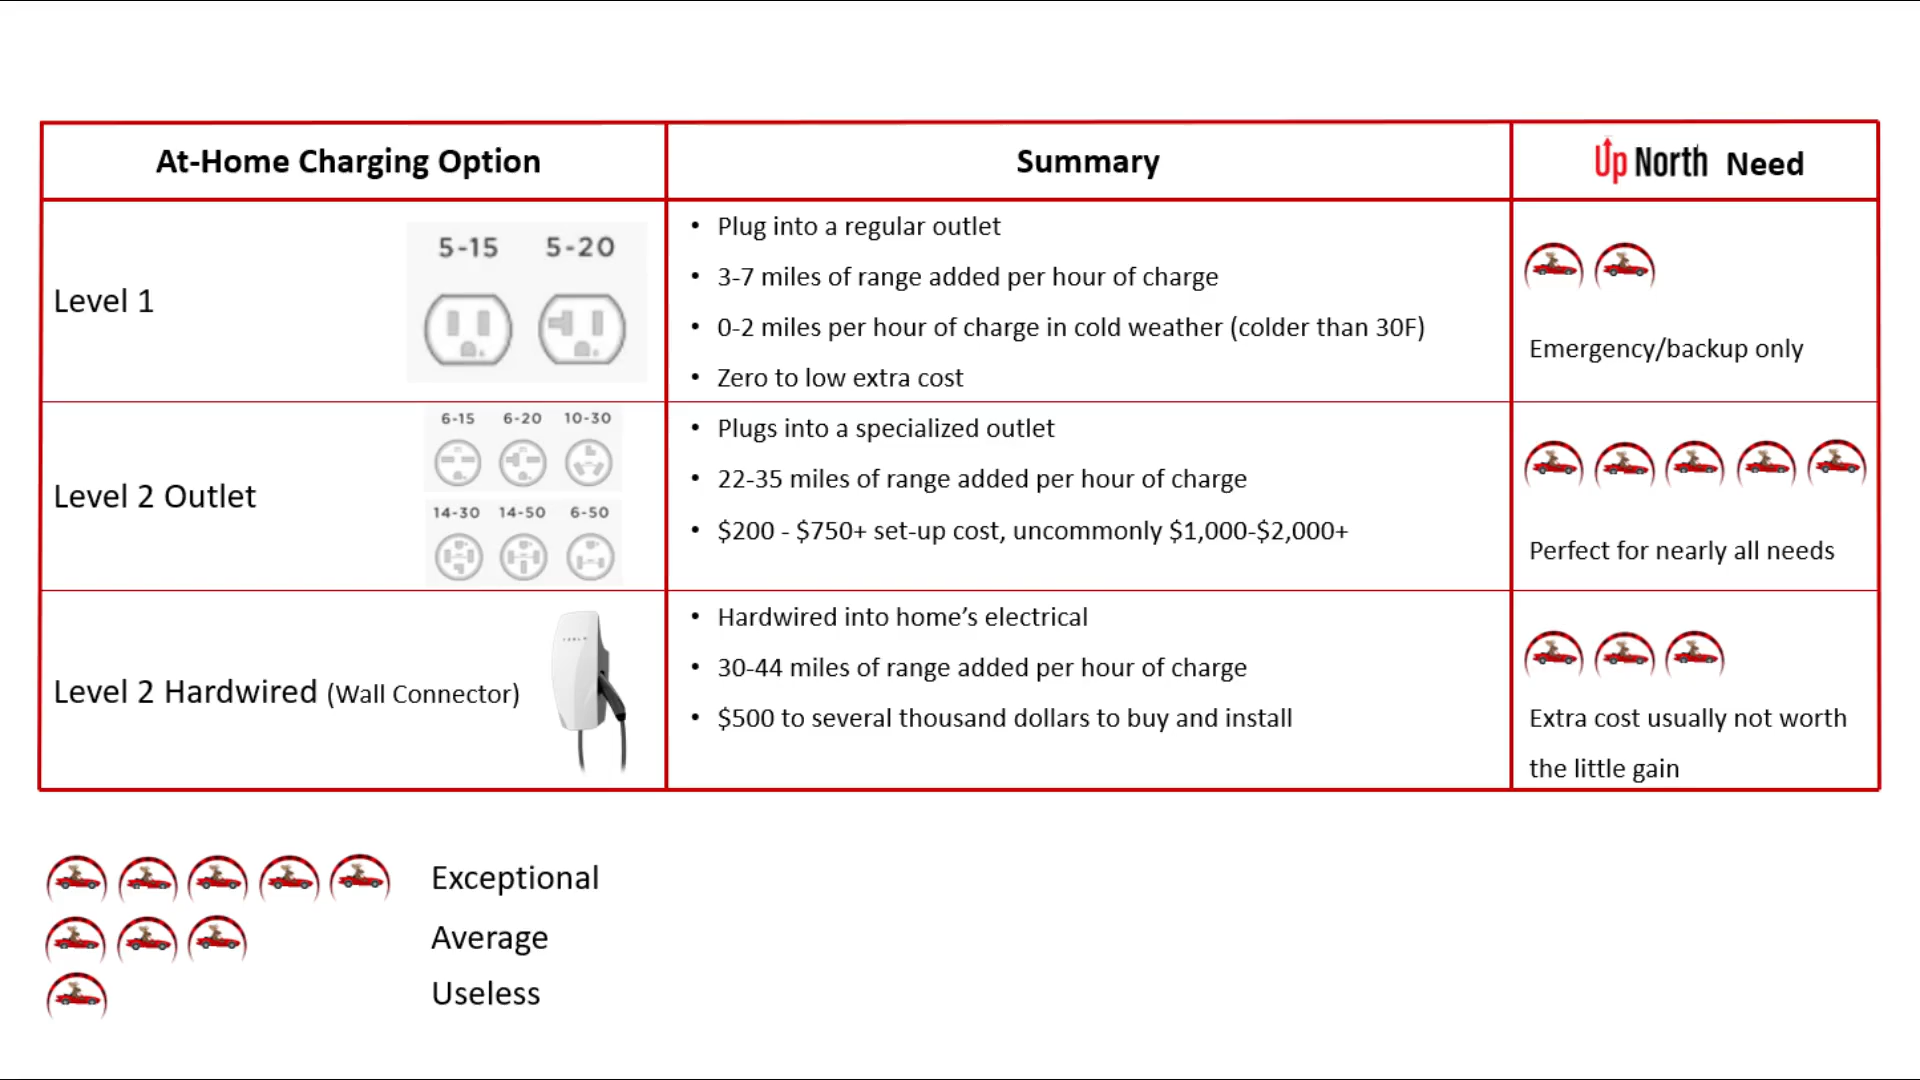 At-Home Charging Option
Summary
Up North Need
Level 1
5-15 5-20
• Plug into a regular outlet
• 3-7 miles of range added per hour of charge
• 0-2 miles per hour of charge in cold weather (colder than 30F)
• Zero to low extra cost
Emergency/backup only
Level 2 Outlet
6-15 6-20 10-30
14-30 14-50 6-50
• Plugs into a specialized outlet
• 22-35 miles of range added per hour of charge
• $200 - $750+ set-up cost, uncommonly $1,000-$2,000+
Perfect for nearly all needs
Level 2 Hardwired (Wall Connector)
TESLA
• Hardwired into home’s electrical
• 30-44 miles of range added per hour of charge
• $500 to several thousand dollars to buy and install
Extra cost usually not worth
the little gain
Exceptional
Average
Useless